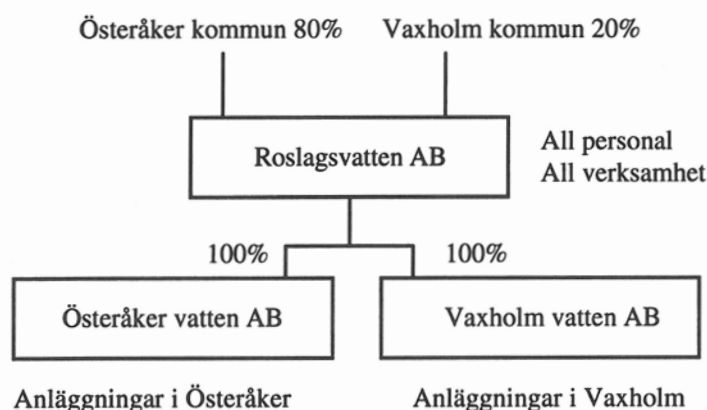 Österåker kommun 80%
Vaxholm kommun 20%
Roslagsvatten AB
All personal
All verksamhet
100%
100%
Österåker vatten AB
Vaxholm vatten AB
Anläggningar i Österåker
Anläggningar i Vaxholm